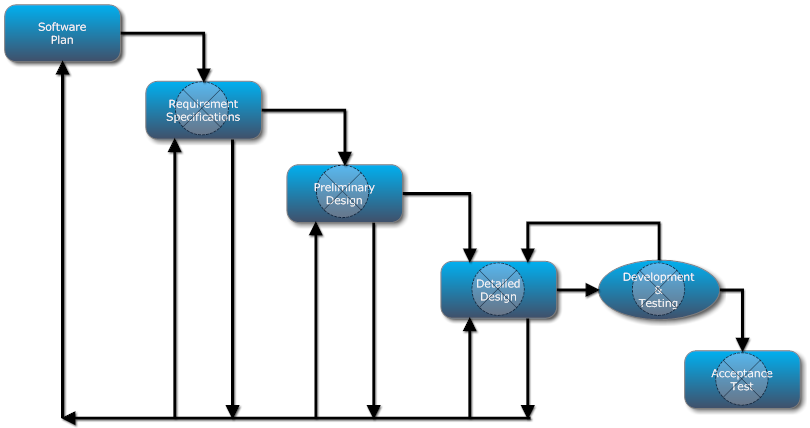 Software
Plan
Requirement
Specifications
Preliminary
Design
Detailed
Design
Development
&
Testing
Acceptance
Test